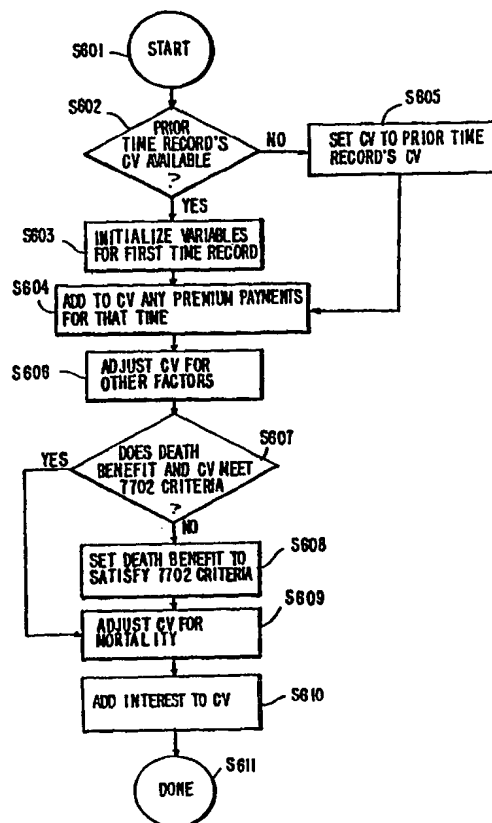 S601
START
S602
PRIOR
TIME RECORD'S
CV AVAILABLE
?
NO
S605
SET CV TO PRIOR TIME
RECORD'S CV
YES
S603
INITIALIZE VARIABLES
FOR FIRST TIME RECORD
S604
ADD TO CV ANY PREMIUM PAYMENTS
FOR THAT TIME
S606
ADJUST CV FOR
OTHER FACTORS
S607
YES
DOES DEATH
BENEFIT AND CV MEET
7702 CRITERIA
?
NO
S608
SET DEATH BENEFIT TO
SATISFY 7702 CRITERIA
S609
ADJUST CV FOR
MORTALITY
S610
ADD INTEREST TO CV
S611
DONE